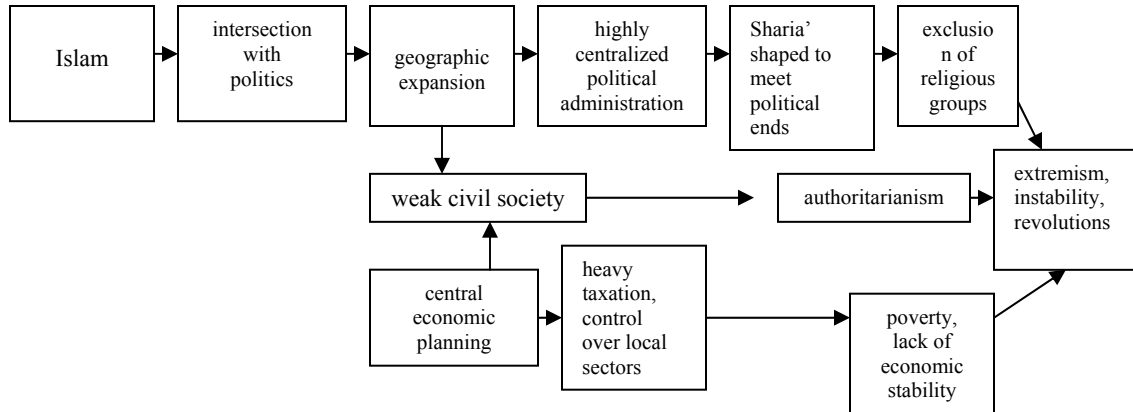 Islam
intersection
with
politics
geographic
expansion
highly
centralized
political
administration
Sharia’
shaped to
meet
political
ends
exclusio
n of
religious
groups
weak civil society
authoritarianism
extremism,
instability,
revolutions
central
economic
planning
heavy
taxation,
control
over local
sectors
poverty,
lack of
economic
stability